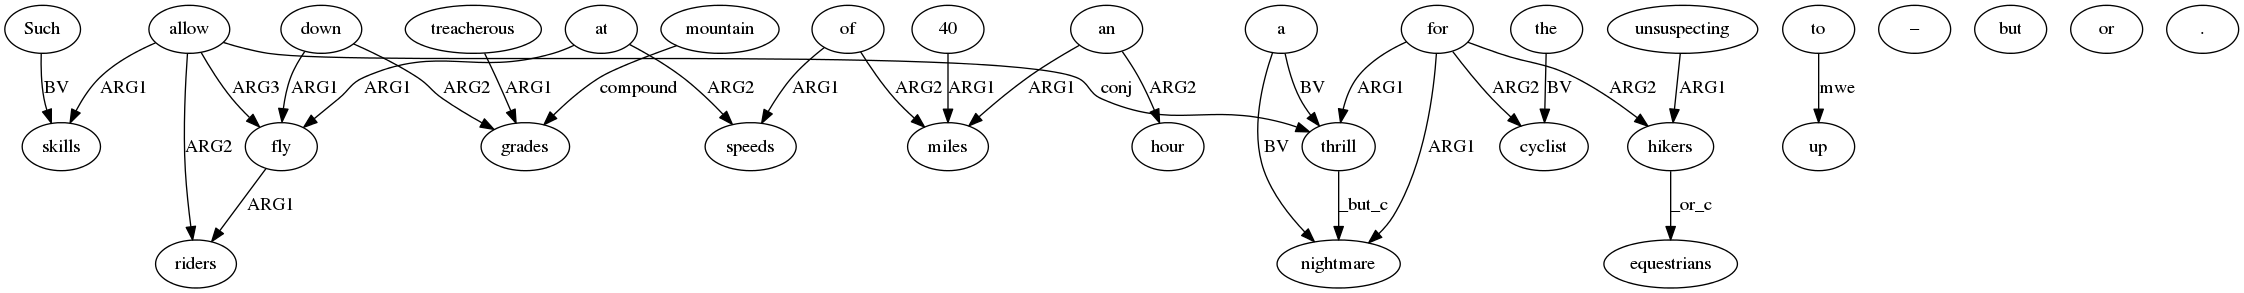 Such allow down treacherous at mountain of 40 an a for the unsuspecting to – but or .
BV ARG1 ARG3 ARG1 ARG2 ARG1 ARG1 compound ARG2 ARG1 ARG2 ARG1 ARG1 ARG2 conj BV ARG1 ARG2 BV ARG2 ARG1 mwe
skills fly grades speeds miles hour thrill cyclist hikers up
ARG2 BV ARG1
ARG1 _but_c _or_c
riders nightmare equestrians